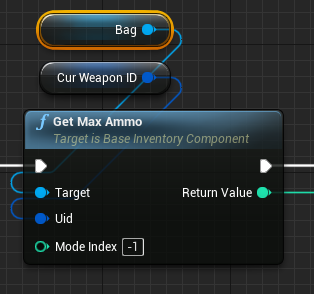 Bag
Cur Weapon ID
f Get Max Ammo
Target is Base Inventory Component
Target Return Value
Uid
Mode Index -1